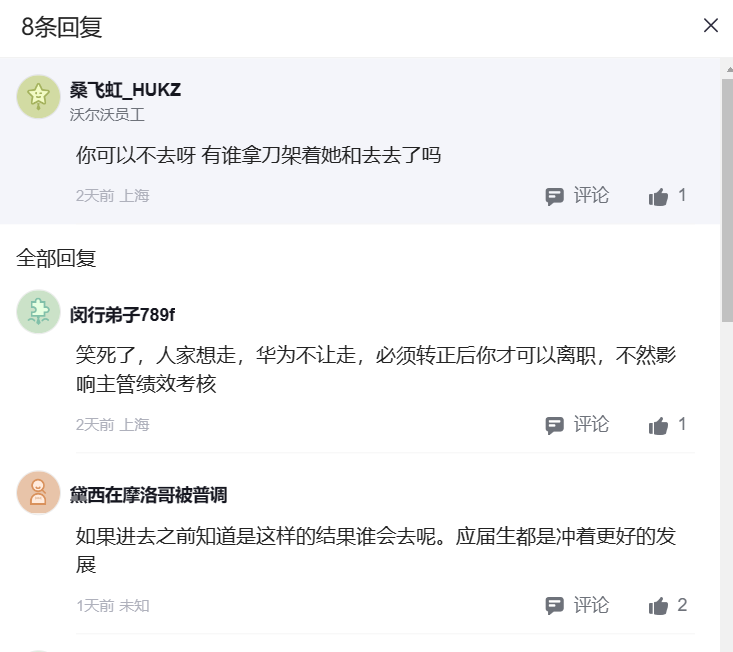 8条回复
桑飞虹_HUKZ
沃尔沃员工
你可以不去呀 有谁拿刀架着她和去去了吗
2天前 上海
评论 1
全部回复
闵行弟子789f
笑死了，人家想走，华为不让走，必须转正后你才可以离职，不然影
响主管绩效考核
2天前 上海
评论 1
黛西在摩洛哥被普调
如果进去之前知道是这样的结果谁会去呢。应届生都是冲着更好的发
展
1天前 未知
评论 2